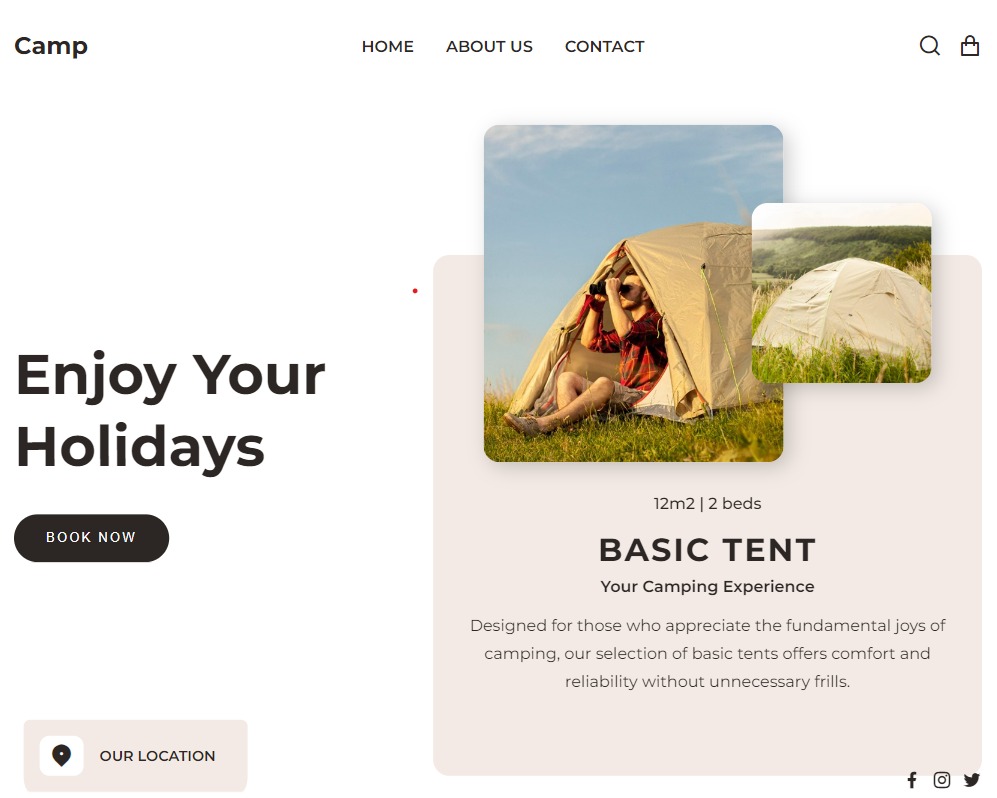 Camp
HOME
ABOUT US
CONTACT
Enjoy Your
Holidays
BOOK NOW
OUR LOCATION
12m2 | 2 beds
BASIC TENT
Your Camping Experience
Designed for those who appreciate the fundamental joys of
camping, our selection of basic tents offers comfort and
reliability without unnecessary frills.